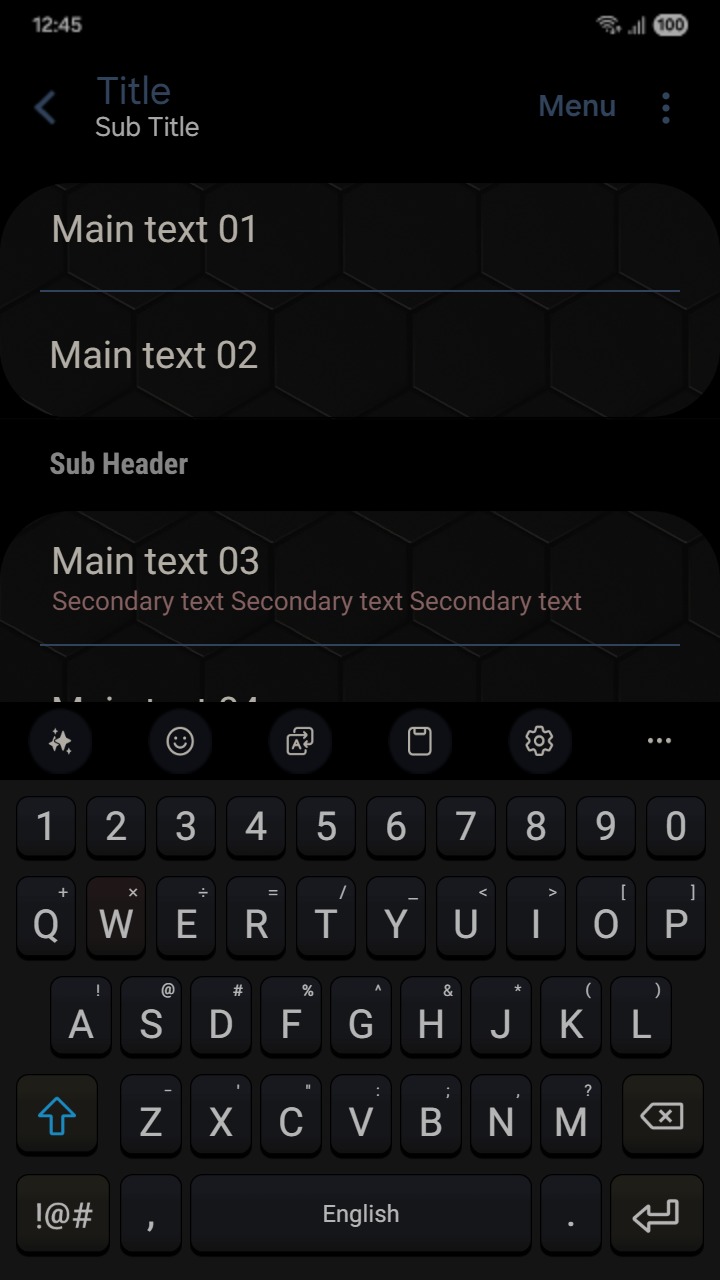 12:45
100
Title
Sub Title
Menu
Main text 01
Main text 02
Sub Header
Main text 03
Secondary text Secondary text Secondary text
1 2 3 4 5 6 7 8 9 0
+ × ÷ = / _ < > [ ]
Q W E R T Y U I O P
! @ # % ^ & * ( )
A S D F G H J K L
- ' " : ; , ?
Z X C V B N M
!@# , English .